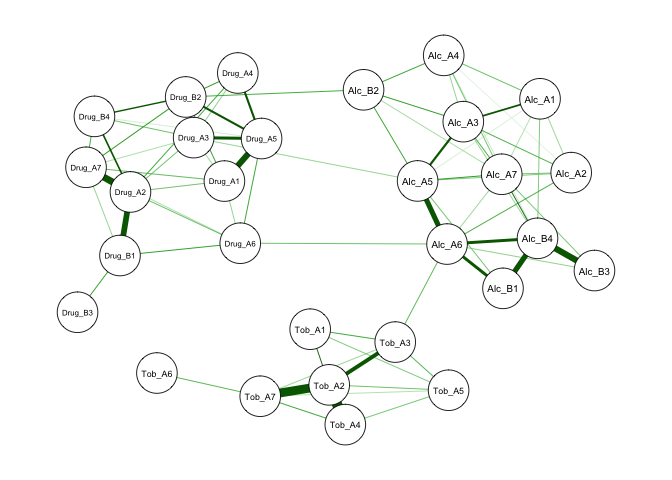 Alc_A4
Drug_A4
Alc_B2
Drug_B2
Alc_A1
Drug_B4
Alc_A3
Drug_A3
Drug_A5
Drug_A7
Alc_A7
Alc_A2
Drug_A1
Alc_A5
Drug_A2
Alc_B4
Drug_A6
Alc_A6
Drug_B1
Alc_B3
Alc_B1
Drug_B3
Tob_A1
Tob_A3
Tob_A6
Tob_A2
Tob_A5
Tob_A7
Tob_A4